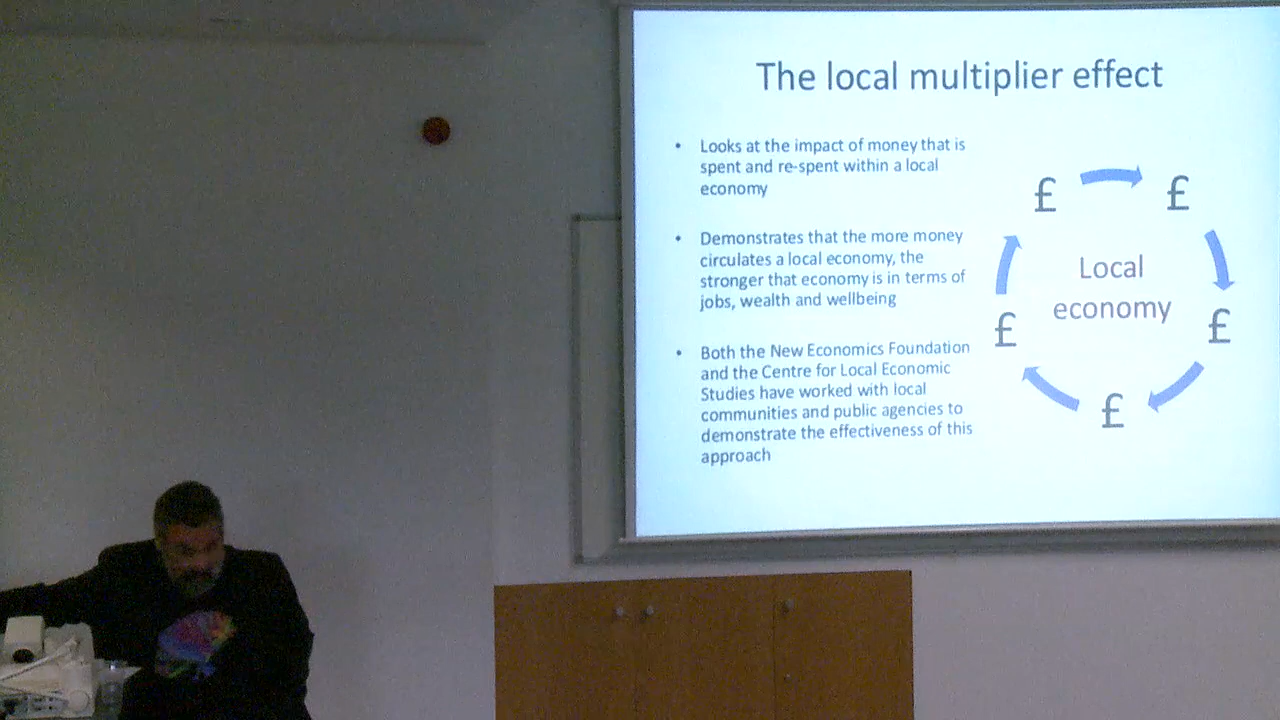 The local multiplier effect
• Looks at the impact of money that is
spent and re-spent within a local
economy
• Demonstrates that the more money
circulates a local economy, the
stronger that economy is in terms of
jobs, wealth and wellbeing
• Both the New Economics Foundation
and the Centre for Local Economic
Studies have worked with local
communities and public agencies to
demonstrate the effectiveness of this
approach
£ £
Local
economy
£ £
£